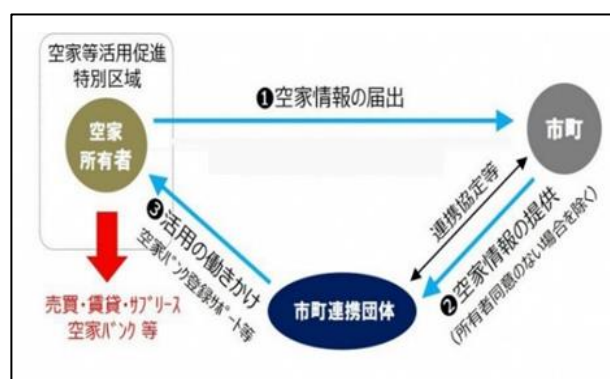 空家等活用促進
特別区域
空家
所有者
❶空家情報の届出
市町
連携協定等
❷空家情報の提供
(所有者同意のない場合を除く)
❸活用の働きかけ
空家ﾊﾞﾝｸ登録ｻﾎﾟｰﾄ等
市町連携団体
売買・賃貸・ｻﾌﾞﾘｰｽ
空家ﾊﾞﾝｸ 等